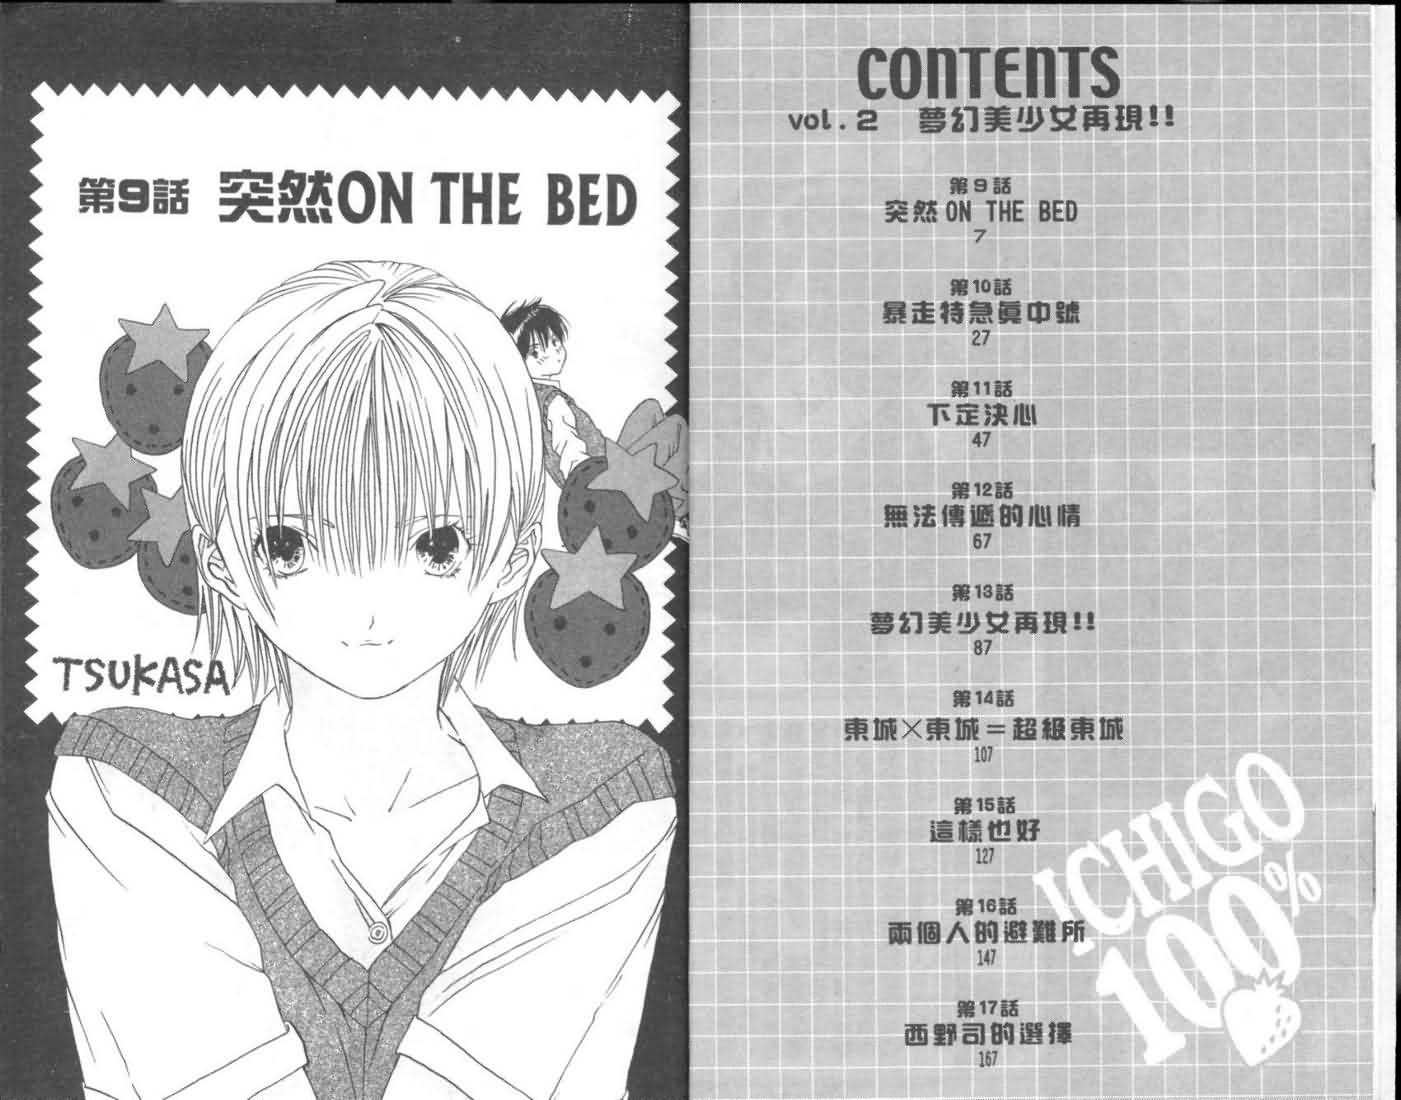 CONTENTS
vol.2 夢幻美少女再現!!
第9話
突然ON THE BED
7
第10話
暴走特急眞中號
27
第11話
下定決心
47
第12話
無法傳遞的心情
67
第13話
夢幻美少女再現!!
87
第14話
東城×東城=超級東城
107
第15話
這樣也好
127
第16話
兩個人的避難所
147
第17話
西野司的選擇
167
ICHIGO
100%
第9話 突然ON THE BED
TSUKASA